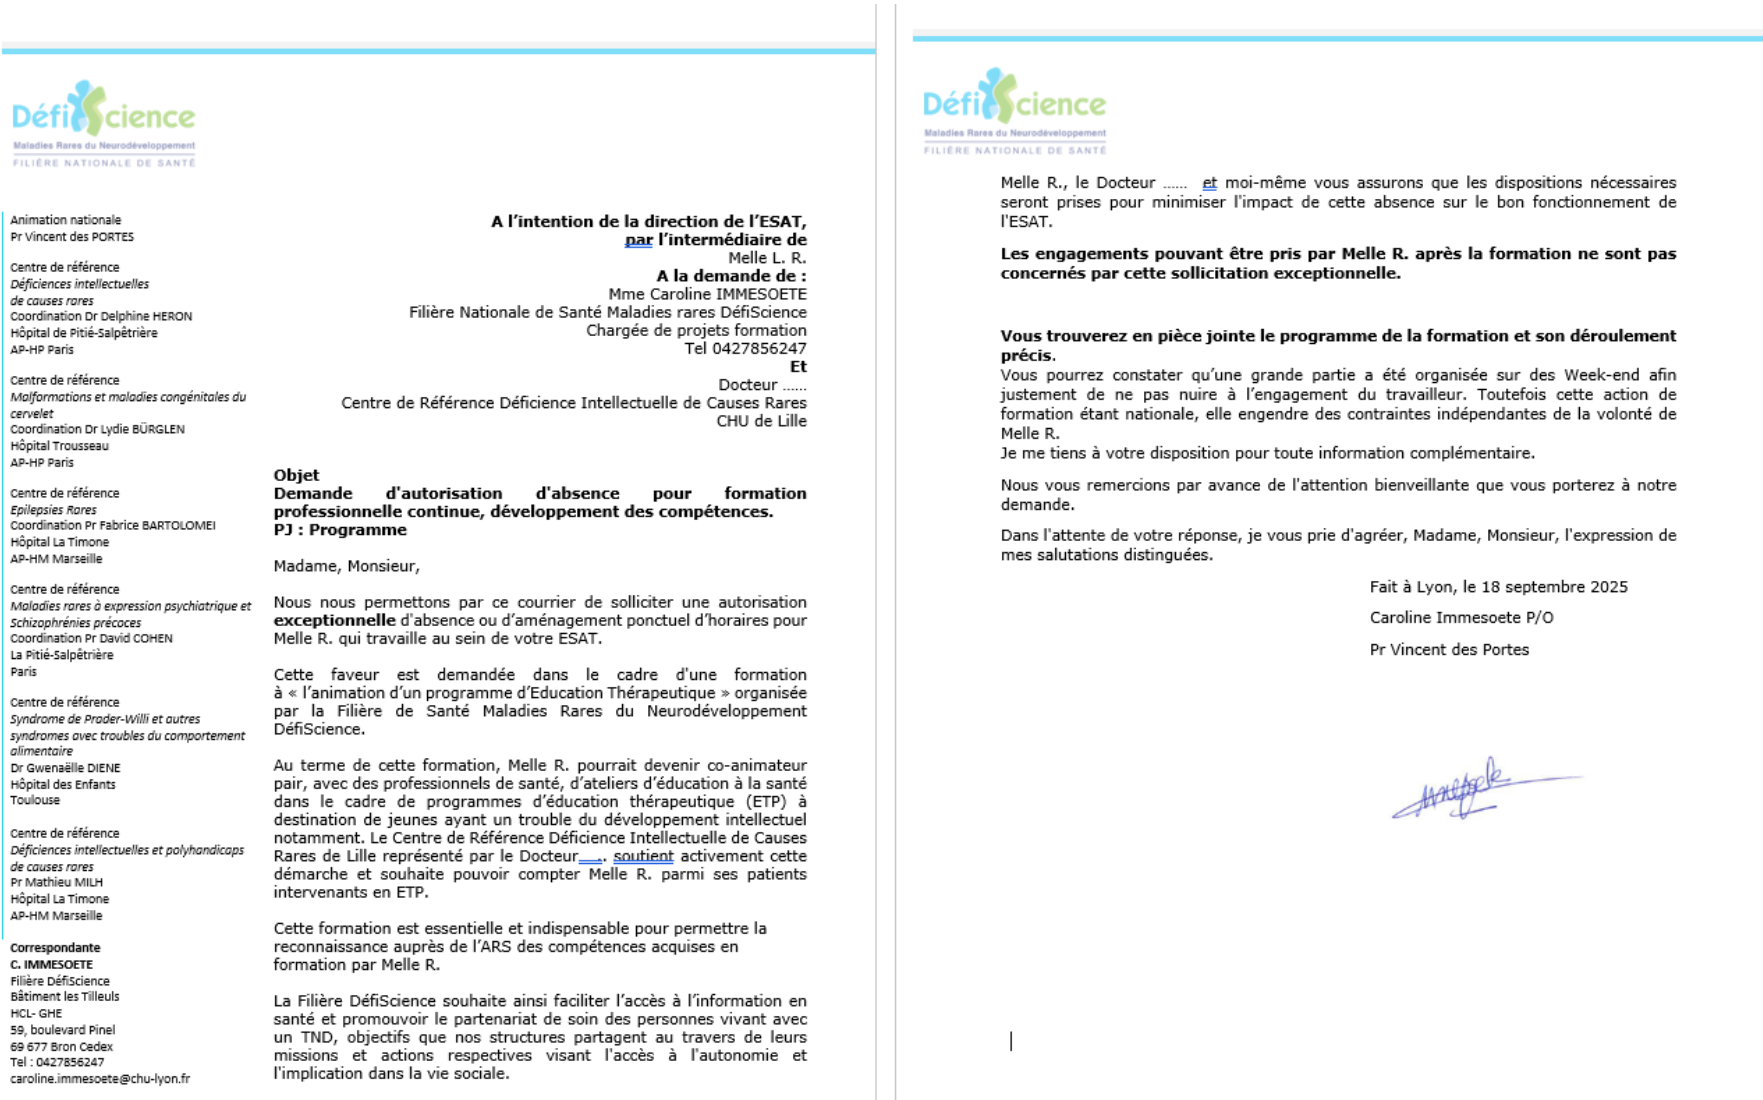 DéfiScience
Maladies Rares du Neurodéveloppement
FILIÈRE NATIONALE DE SANTÉ
Animation nationale
Pr Vincent des PORTES
Centre de référence
Déficiences intellectuelles
de causes rares
Coordination Dr Delphine HERON
Hôpital de Pitié-Salpêtrière
AP-HP Paris
Centre de référence
Malformations et maladies congénitales du
cervelet
Coordination Dr Lydie BÜRGLEN
Hôpital Trousseau
AP-HP Paris
Centre de référence
Epilepsies Rares
Coordination Pr Fabrice BARTOLOMEI
Hôpital La Timone
AP-HM Marseille
Centre de référence
Maladies rares à expression psychiatrique et
Schizophrénies précoces
Coordination Pr David COHEN
La Pitié-Salpêtrière
Paris
Centre de référence
Syndrome de Prader-Willi et autres
syndromes avec troubles du comportement
alimentaire
Dr Gwenaëlle DIENE
Hôpital des Enfants
Toulouse
Centre de référence
Déficiences intellectuelles et polyhandicaps
de causes rares
Pr Mathieu MILH
Hôpital La Timone
AP-HM Marseille
Correspondante
C. IMMESOETE
Filière DéfiScience
Bâtiment les Tilleuls
HCL- GHE
59, boulevard Pinel
69 677 Bron Cedex
Tel : 0427856247
caroline.immesoete@chu-lyon.fr
A l’intention de la direction de l’ESAT,
par l’intermédiaire de
Melle L. R.
A la demande de :
Mme Caroline IMMESOETE
Filière Nationale de Santé Maladies rares DéfiScience
Chargée de projets formation
Tel 0427856247
Et
Docteur ......
Centre de Référence Déficience Intellectuelle de Causes Rares
CHU de Lille
Objet
Demande d'autorisation d'absence pour formation
professionnelle continue, développement des compétences.
PJ : Programme
Madame, Monsieur,
Nous nous permettons par ce courrier de solliciter une autorisation
exceptionnelle d'absence ou d’aménagement ponctuel d’horaires pour
Melle R. qui travaille au sein de votre ESAT.
Cette faveur est demandée dans le cadre d'une formation
à « l’animation d’un programme d’Education Thérapeutique » organisée
par la Filière de Santé Maladies Rares du Neurodéveloppement
DéfiScience.
Au terme de cette formation, Melle R. pourrait devenir co-animateur
pair, avec des professionnels de santé, d’ateliers d’éducation à la santé
dans le cadre de programmes d’éducation thérapeutique (ETP) à
destination de jeunes ayant un trouble du développement intellectuel
notamment. Le Centre de Référence Déficience Intellectuelle de Causes
Rares de Lille représenté par le Docteur ..... soutient activement cette
démarche et souhaite pouvoir compter Melle R. parmi ses patients
intervenants en ETP.
Cette formation est essentielle et indispensable pour permettre la
reconnaissance auprès de l’ARS des compétences acquises en
formation par Melle R.
La Filière DéfiScience souhaite ainsi faciliter l’accès à l’information en
santé et promouvoir le partenariat de soin des personnes vivant avec
un TND, objectifs que nos structures partagent au travers de leurs
missions et actions respectives visant l'accès à l'autonomie et
l'implication dans la vie sociale.
DéfiScience
Maladies Rares du Neurodéveloppement
FILIÈRE NATIONALE DE SANTÉ
Melle R., le Docteur ...... et moi-même vous assurons que les dispositions nécessaires
seront prises pour minimiser l'impact de cette absence sur le bon fonctionnement de
l'ESAT.
Les engagements pouvant être pris par Melle R. après la formation ne sont pas
concernés par cette sollicitation exceptionnelle.
Vous trouverez en pièce jointe le programme de la formation et son déroulement
précis.
Vous pourrez constater qu’une grande partie a été organisée sur des Week-end afin
justement de ne pas nuire à l’engagement du travailleur. Toutefois cette action de
formation étant nationale, elle engendre des contraintes indépendantes de la volonté de
Melle R.
Je me tiens à votre disposition pour toute information complémentaire.
Nous vous remercions par avance de l'attention bienveillante que vous porterez à notre
demande.
Dans l'attente de votre réponse, je vous prie d'agréer, Madame, Monsieur, l'expression de
mes salutations distinguées.
Fait à Lyon, le 18 septembre 2025
Caroline Immesoete P/O
Pr Vincent des Portes